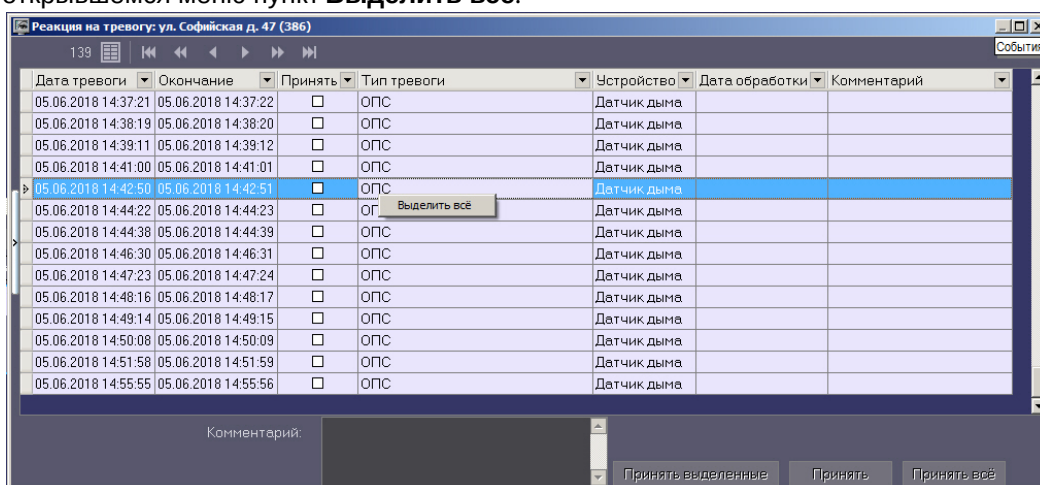 открывшемся меню пункт Выделить все.
Реакция на тревогу: ул. Софийская д. 47 (386)
139
События
Дата тревоги Окончание Принять Тип тревоги Устройство Дата обработки Комментарий
05.06.2018 14:37:21 05.06.2018 14:37:22 ОПС Датчик дыма
05.06.2018 14:38:19 05.06.2018 14:38:20 ОПС Датчик дыма
05.06.2018 14:39:11 05.06.2018 14:39:12 ОПС Датчик дыма
05.06.2018 14:41:00 05.06.2018 14:41:01 ОПС Датчик дыма
05.06.2018 14:42:50 05.06.2018 14:42:51 ОПС Датчик дыма
Выделить всё
05.06.2018 14:44:22 05.06.2018 14:44:23 Датчик дыма
05.06.2018 14:44:38 05.06.2018 14:44:39 ОПС Датчик дыма
05.06.2018 14:46:30 05.06.2018 14:46:31 ОПС Датчик дыма
05.06.2018 14:47:23 05.06.2018 14:47:24 ОПС Датчик дыма
05.06.2018 14:48:16 05.06.2018 14:48:17 ОПС Датчик дыма
05.06.2018 14:49:14 05.06.2018 14:49:15 ОПС Датчик дыма
05.06.2018 14:50:08 05.06.2018 14:50:09 ОПС Датчик дыма
05.06.2018 14:51:58 05.06.2018 14:51:59 ОПС Датчик дыма
05.06.2018 14:55:55 05.06.2018 14:55:56 ОПС Датчик дыма
Комментарий:
Принять выделенные Принять Принять всё